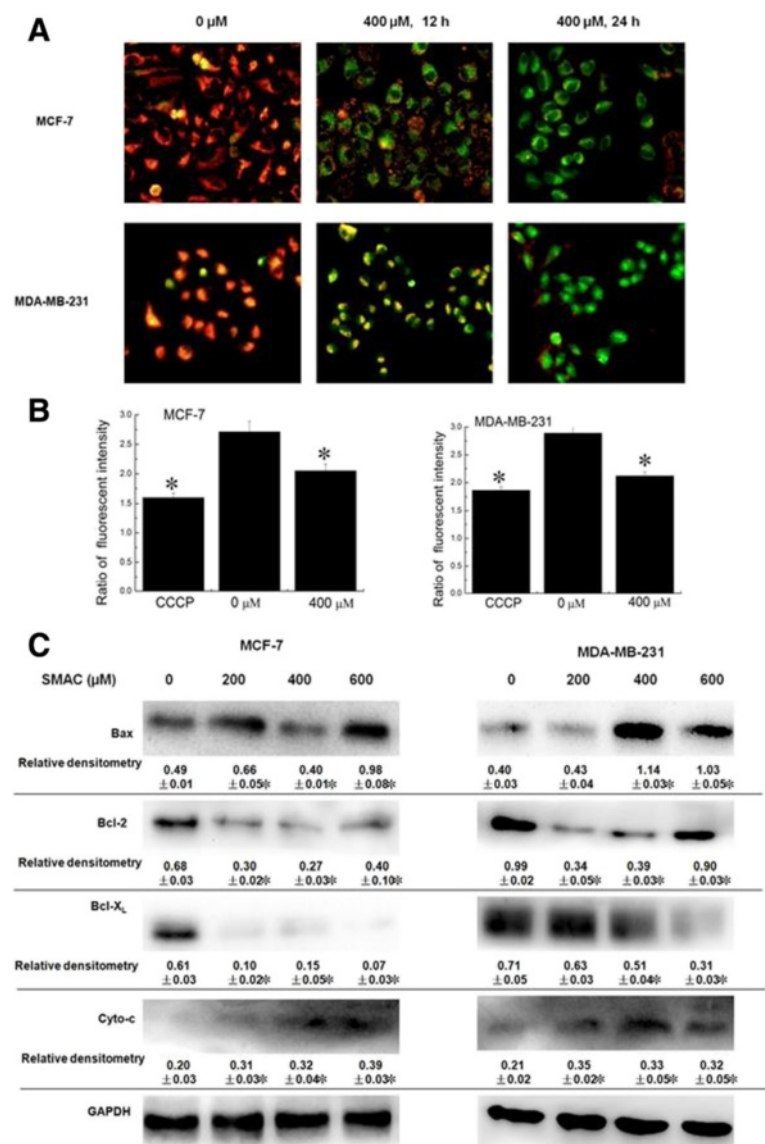 A
0 µM 400 µM, 12 h 400 µM, 24 h
MCF-7
MDA-MB-231
B
Ratio of fluorescent intensity
3.0
2.5
2.0
1.5
1.0
0.5
0.0
MCF-7
*
*
CCCP 0 µM 400 µM
Ratio of fluorescent intensity
3.0
2.5
2.0
1.5
1.0
0.5
0.0
MDA-MB-231
*
*
CCCP 0 µM 400 µM
C
MCF-7 MDA-MB-231
SMAC (µM) 0 200 400 600 0 200 400 600
Bax
Relative densitometry 0.49 0.66 0.40 0.98 0.40 0.43 1.14 1.03
±0.01 ±0.05* ±0.01* ±0.08* ±0.03 ±0.04 ±0.03* ±0.05*
Bcl-2
Relative densitometry 0.68 0.30 0.27 0.40 0.99 0.34 0.39 0.90
±0.03 ±0.02* ±0.03* ±0.10* ±0.02 ±0.05* ±0.03* ±0.03*
Bcl-XL
Relative densitometry 0.61 0.10 0.15 0.07 0.71 0.63 0.51 0.31
±0.03 ±0.02* ±0.05* ±0.03* ±0.05 ±0.03 ±0.04* ±0.03*
Cyto-c
Relative densitometry 0.20 0.31 0.32 0.39 0.21 0.35 0.33 0.32
±0.03 ±0.03* ±0.04* ±0.03* ±0.02 ±0.02* ±0.05* ±0.05*
GAPDH